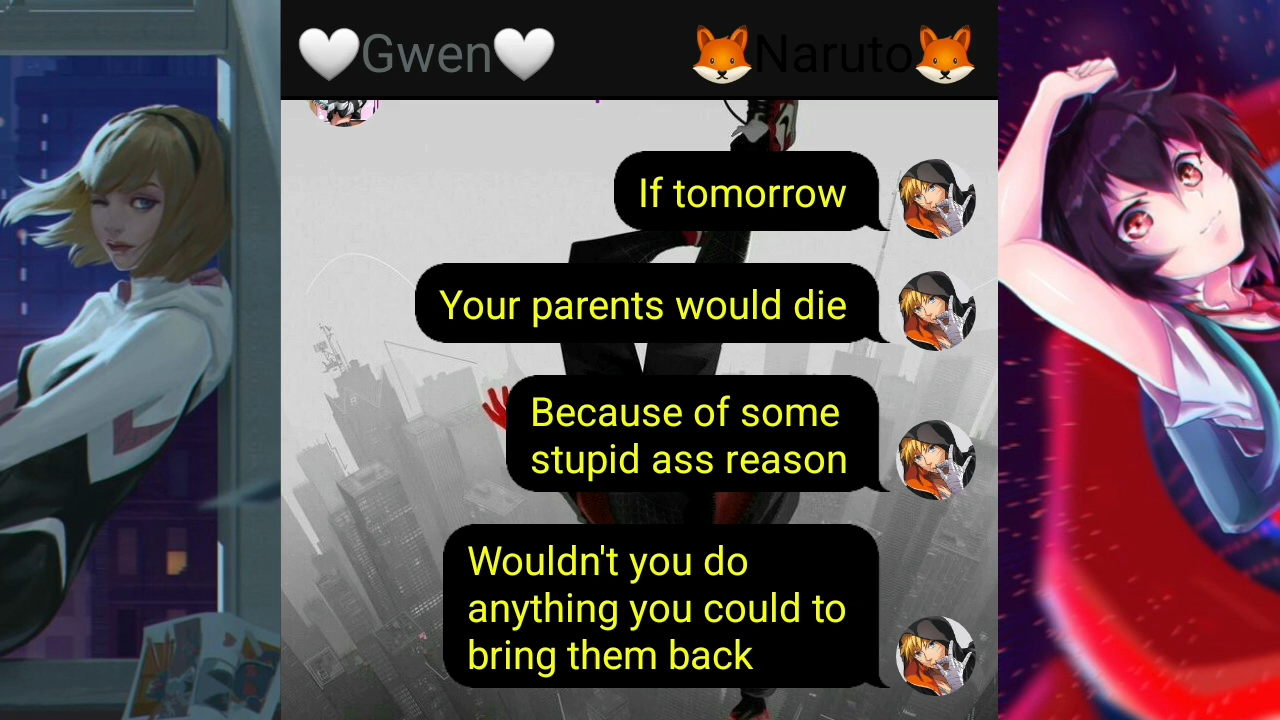 🤍Gwen🤍 🦊Naruto🦊
If tomorrow
Your parents would die
Because of some
stupid ass reason
Wouldn't you do
anything you could to
bring them back